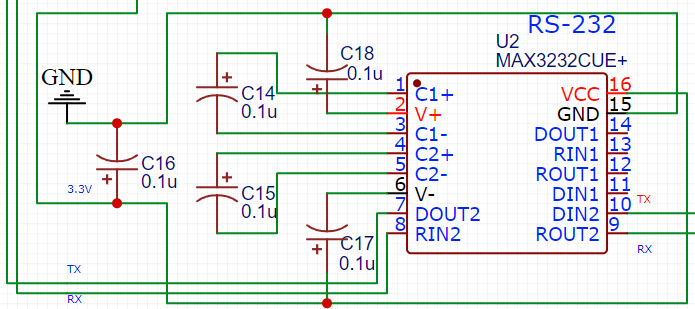 RS-232
U2
MAX3232CUE+
GND
C18
0.1u
C14
0.1u
C16
0.1u
3.3V
C15
0.1u
C17
0.1u
1 C1+
2 V+
3 C1-
4 C2+
5 C2-
6 V-
7 DOUT2
8 RIN2
VCC 16
GND 15
DOUT1 14
RIN1 13
ROUT1 12
DIN1 11
DIN2 10
ROUT2 9
TX
RX
TX
RX